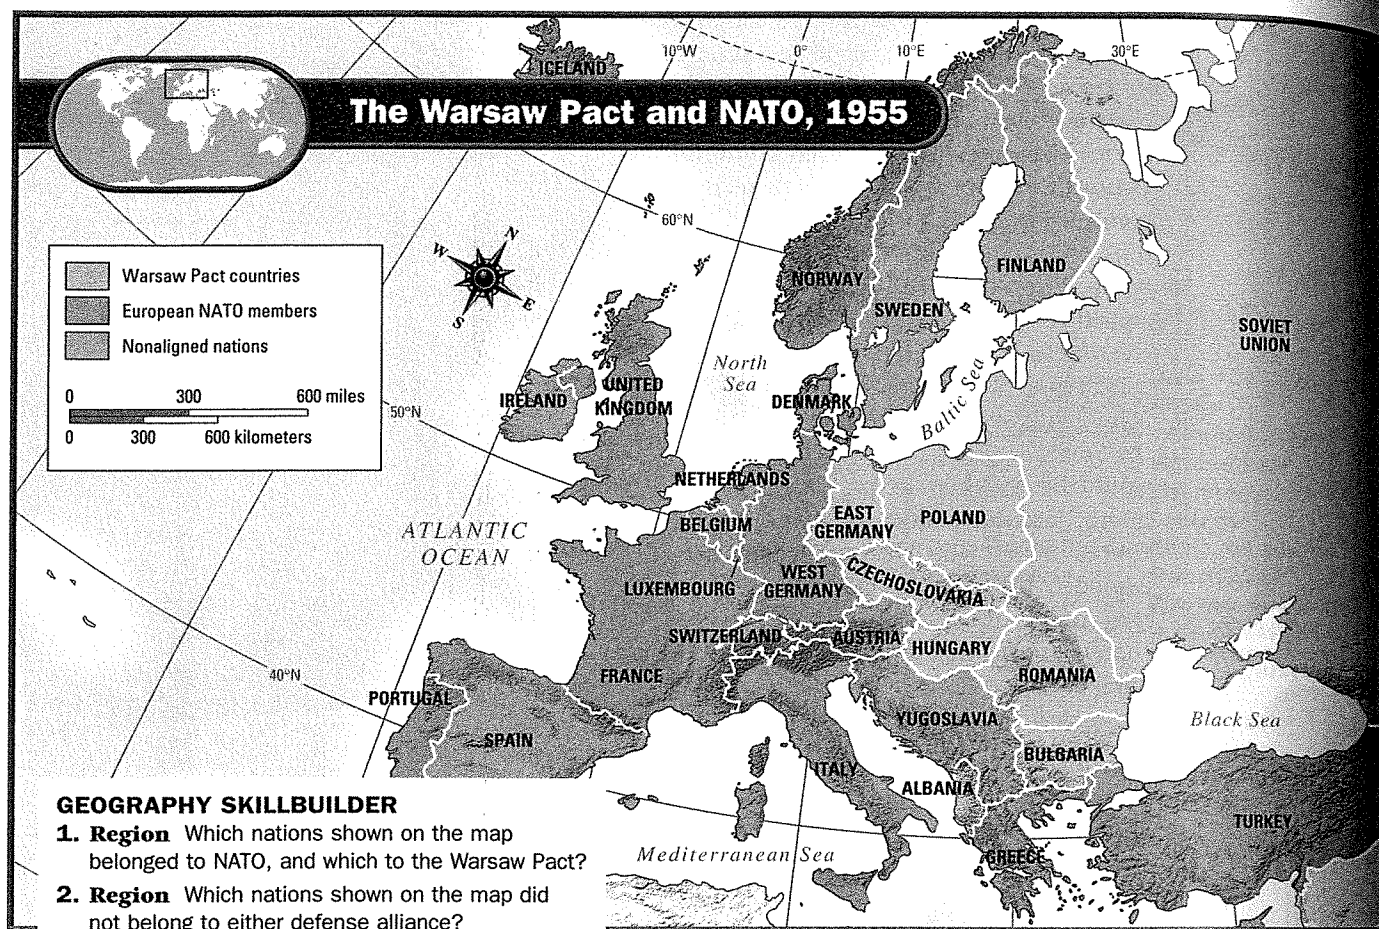 10°W
0°
10°E
30°E
ICELAND
The Warsaw Pact and NATO, 1955
60°N
N
W
E
S
Warsaw Pact countries
European NATO members
Nonaligned nations
0 300 600 miles
0 300 600 kilometers
50°N
40°N
NORWAY
SWEDEN
FINLAND
SOVIET
UNION
North
Sea
Baltic Sea
IRELAND
UNITED
KINGDOM
DENMARK
NETHERLANDS
BELGIUM
EAST
GERMANY
POLAND
ATLANTIC
OCEAN
LUXEMBOURG
WEST
GERMANY
CZECHOSLOVAKIA
SWITZERLAND
AUSTRIA
HUNGARY
FRANCE
ROMANIA
PORTUGAL
SPAIN
YUGOSLAVIA
Black Sea
BULGARIA
ITALY
ALBANIA
TURKEY
GREECE
Mediterranean Sea
GEOGRAPHY SKILLBUILDER
1. Region Which nations shown on the map
belonged to NATO, and which to the Warsaw Pact?
2. Region Which nations shown on the map did
not belong to either defense alliance?